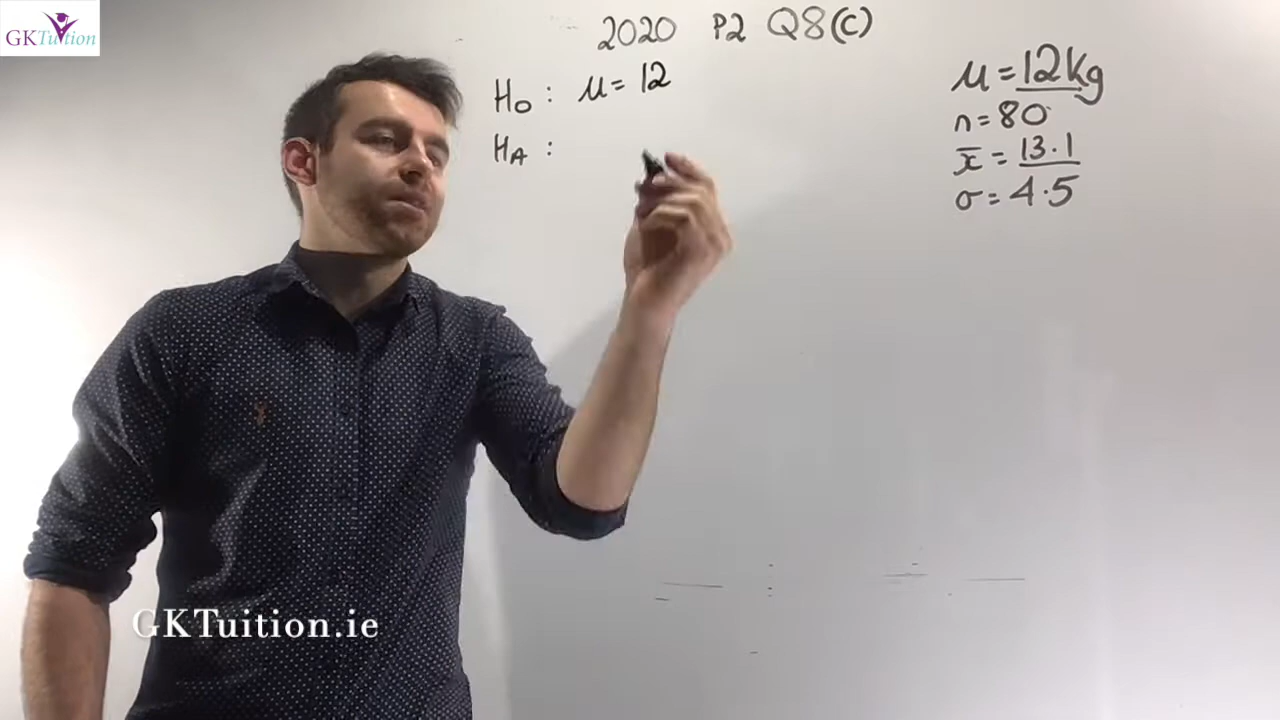 GKTuition
2020 P2 Q8(C)
H₀ : μ = 12
Hₐ :
μ = 12Kg
n = 80
x̄ = 13.1
σ = 4.5
GKTuition.ie